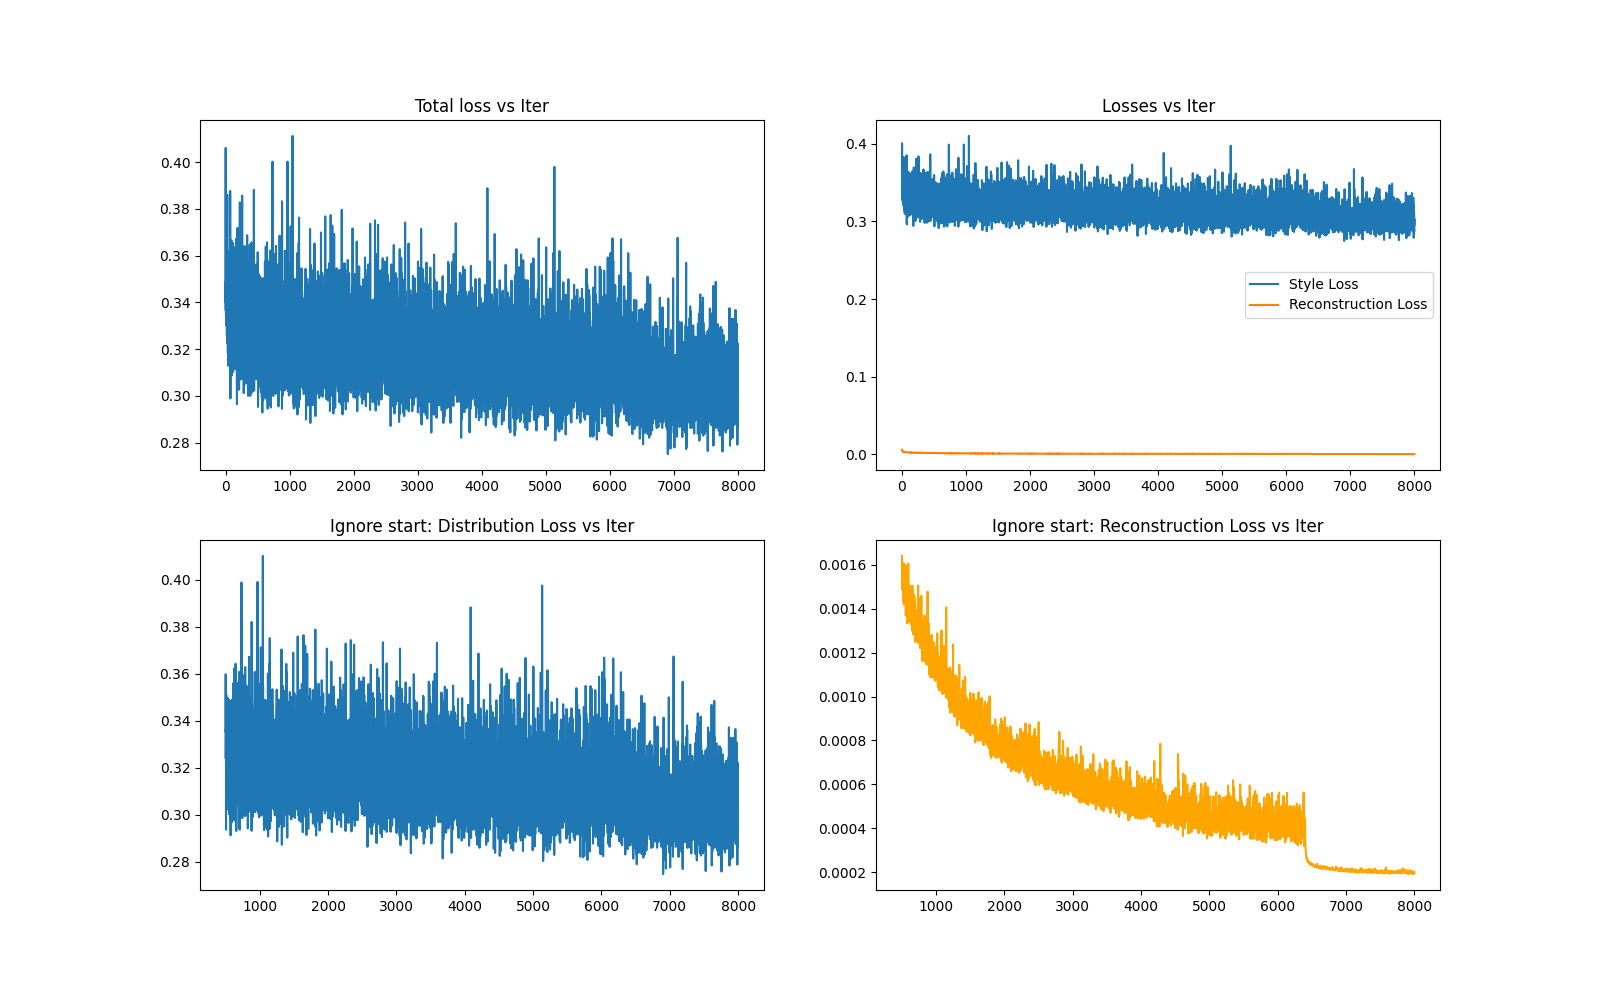 Total loss vs Iter
0.40
0.38
0.36
0.34
0.32
0.30
0.28
0 1000 2000 3000 4000 5000 6000 7000 8000
Losses vs Iter
0.4
0.3
0.2
0.1
0.0
Style Loss
Reconstruction Loss
0 1000 2000 3000 4000 5000 6000 7000 8000
Ignore start: Distribution Loss vs Iter
0.40
0.38
0.36
0.34
0.32
0.30
0.28
1000 2000 3000 4000 5000 6000 7000 8000
Ignore start: Reconstruction Loss vs Iter
0.0016
0.0014
0.0012
0.0010
0.0008
0.0006
0.0004
0.0002
1000 2000 3000 4000 5000 6000 7000 8000